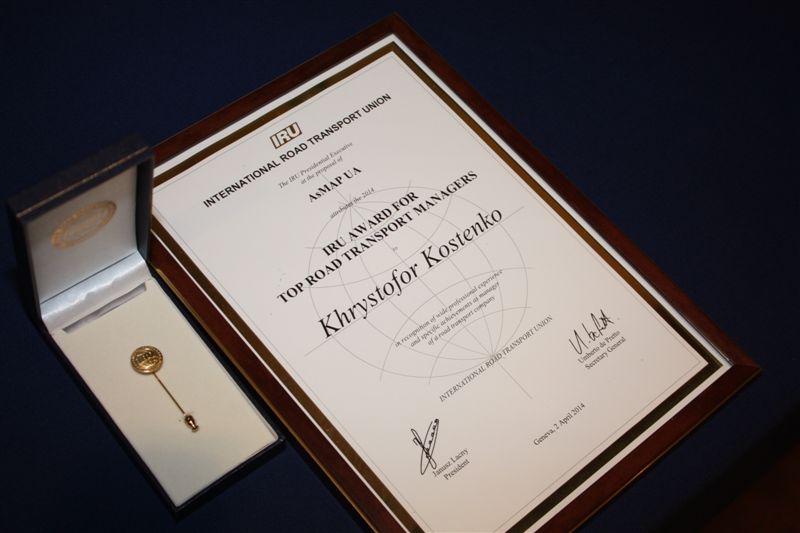 IRU
INTERNATIONAL ROAD TRANSPORT UNION
The IRU Presidential Executive
at the proposal of
AsMAP UA
attributes the 2014
IRU AWARD FOR
TOP ROAD TRANSPORT MANAGERS
to
Khrystofor Kostenko
in recognition of wide professional experience
and specific achievements as manager
of a road transport company
INTERNATIONAL ROAD TRANSPORT UNION
Umberto de Pretto
Secretary General
Janusz Lacny
President
Geneva, 2 April 2014